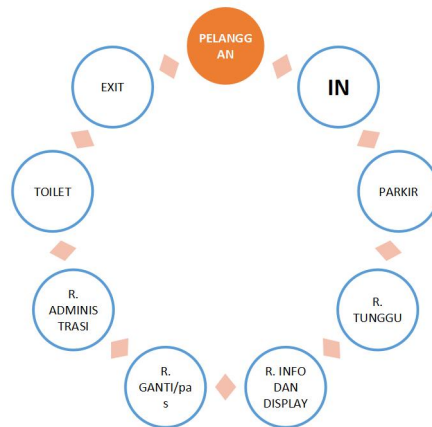 PELANGG
AN
IN
PARKIR
R.
TUNGGU
R. INFO
DAN
DISPLAY
R.
GANTI/pa
s
R.
ADMINIS
TRASI
TOILET
EXIT